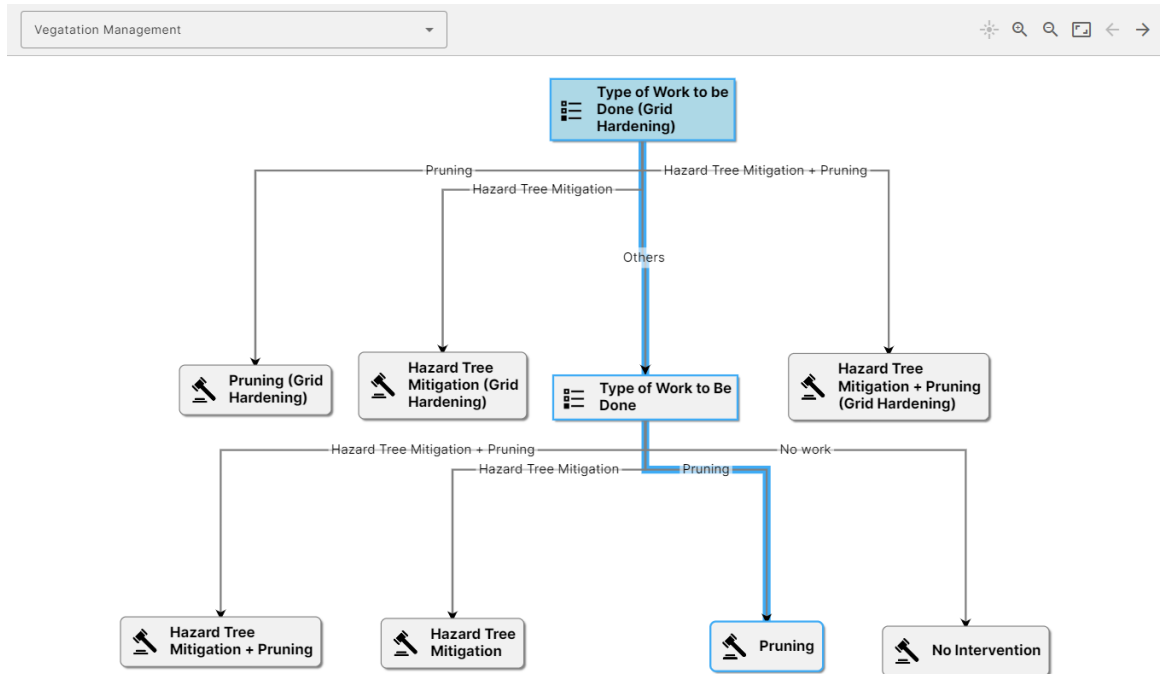 Vegatation Management
Type of Work to be
Done (Grid
Hardening)
Pruning
Hazard Tree Mitigation + Pruning
Hazard Tree Mitigation
Others
Pruning (Grid
Hardening)
Hazard Tree
Mitigation (Grid
Hardening)
Type of Work to Be
Done
Hazard Tree
Mitigation + Pruning
(Grid Hardening)
Hazard Tree Mitigation + Pruning
No work
Hazard Tree Mitigation
Pruning
Hazard Tree
Mitigation + Pruning
Hazard Tree
Mitigation
Pruning
No Intervention